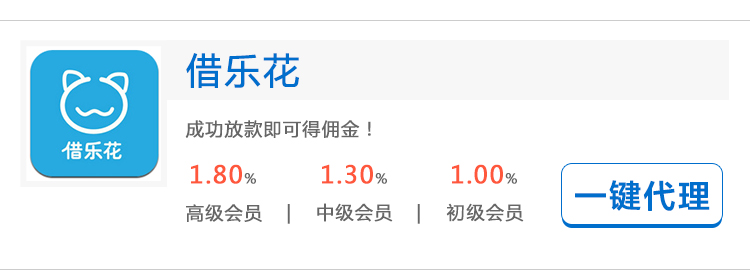 借乐花
借乐花
成功放款即可得佣金！
1.80% 1.30% 1.00%
高级会员 | 中级会员 | 初级会员
一键代理